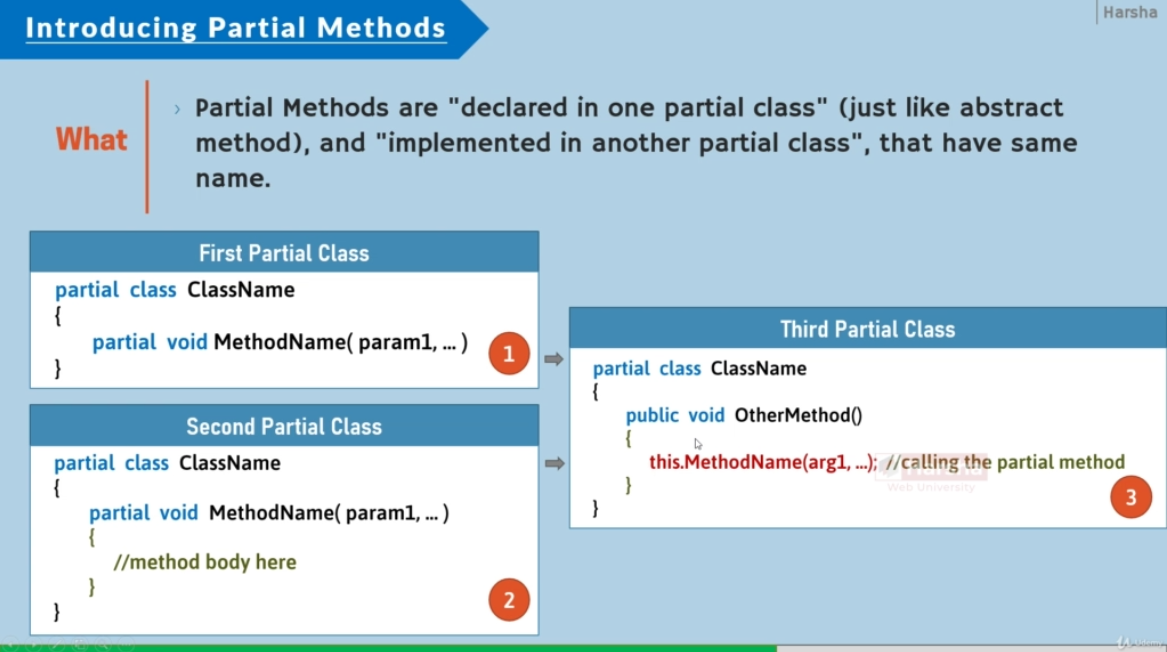 Introducing Partial Methods
Harsha
What
› Partial Methods are "declared in one partial class" (just like abstract
method), and "implemented in another partial class", that have same
name.
First Partial Class
partial class ClassName
{
partial void MethodName( param1, ... )
}
1
Second Partial Class
partial class ClassName
{
partial void MethodName( param1, ... )
{
//method body here
}
}
2
Third Partial Class
partial class ClassName
{
public void OtherMethod()
{
this.MethodName(arg1, ...); //calling the partial method
}
}
3
Harsha
Web University
Udemy